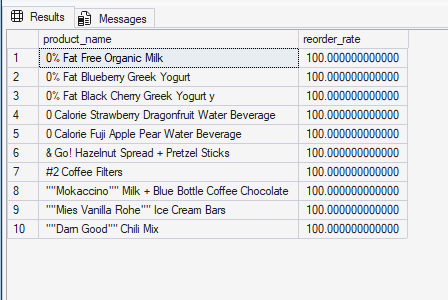 Results Messages
product_name reorder_rate
1 0% Fat Free Organic Milk 100.000000000000
2 0% Fat Blueberry Greek Yogurt 100.000000000000
3 0% Fat Black Cherry Greek Yogurt y 100.000000000000
4 0 Calorie Strawberry Dragonfruit Water Beverage 100.000000000000
5 0 Calorie Fuji Apple Pear Water Beverage 100.000000000000
6 & Go! Hazelnut Spread + Pretzel Sticks 100.000000000000
7 #2 Coffee Filters 100.000000000000
8 ""Mokaccino"" Milk + Blue Bottle Coffee Chocolate 100.000000000000
9 ""Mies Vanilla Rohe"" Ice Cream Bars 100.000000000000
10 ""Darn Good"" Chili Mix 100.000000000000